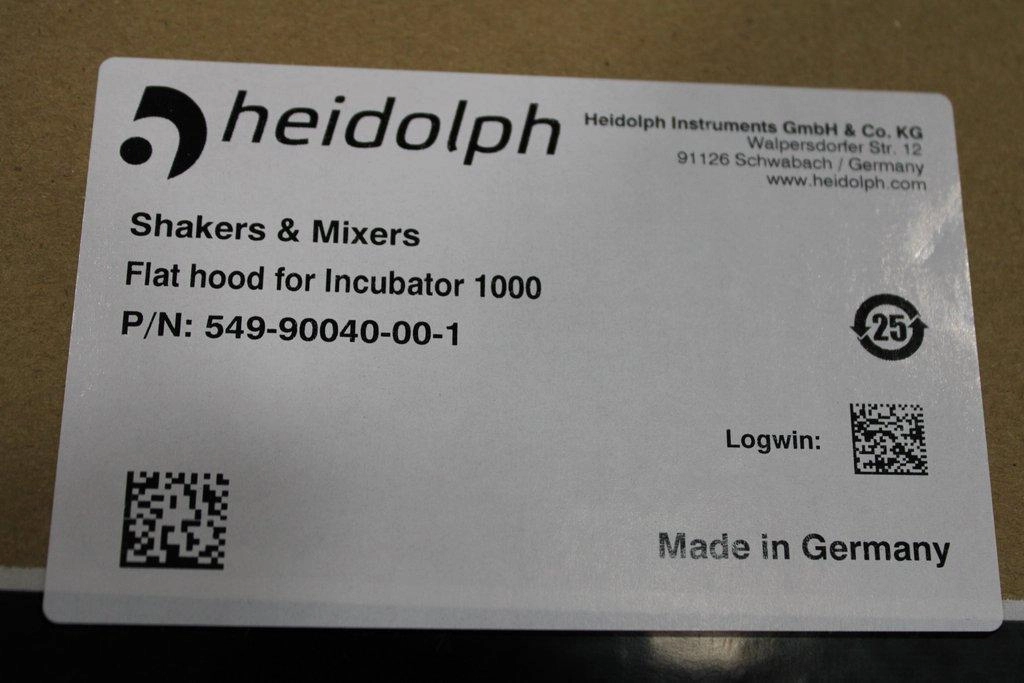 heidolph
Heidolph Instruments GmbH & Co. KG
Walpersdorfer Str. 12
91126 Schwabach / Germany
www.heidolph.com
Shakers & Mixers
Flat hood for Incubator 1000
P/N: 549-90040-00-1
25
Logwin:
Made in Germany